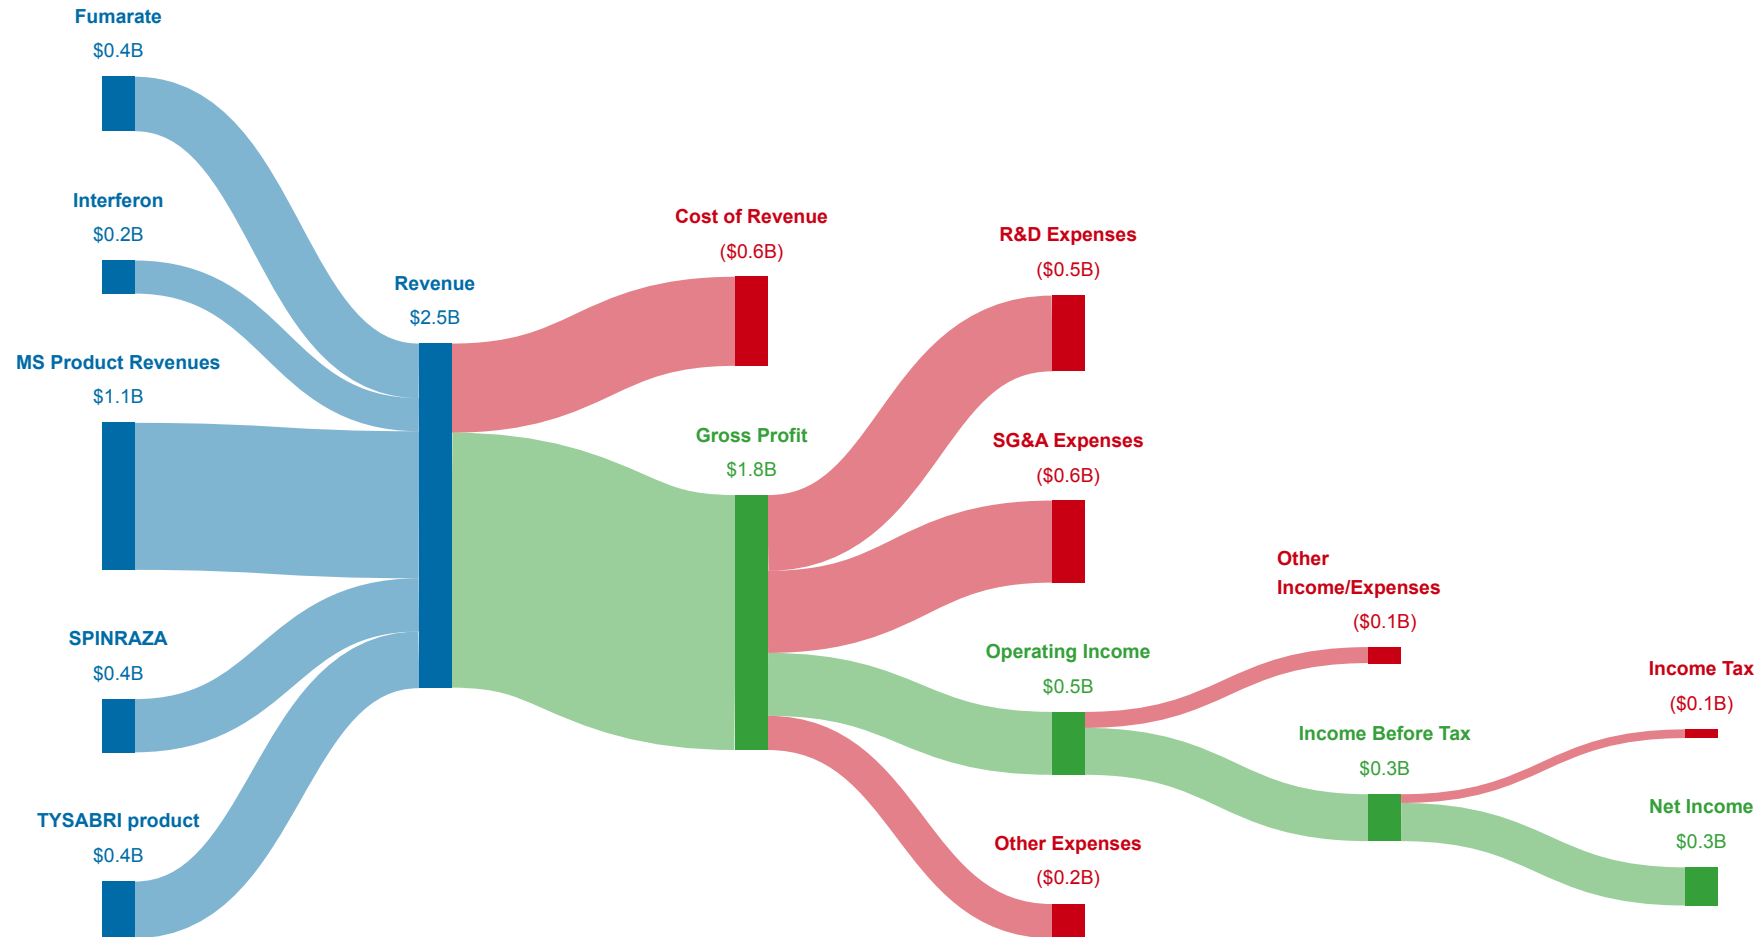 Fumarate
$0.4B
Interferon
$0.2B
MS Product Revenues
$1.1B
SPINRAZA
$0.4B
TYSABRI product
$0.4B
Revenue
$2.5B
Cost of Revenue
($0.6B)
Gross Profit
$1.8B
R&D Expenses
($0.5B)
SG&A Expenses
($0.6B)
Operating Income
$0.5B
Other Expenses
($0.2B)
Other
Income/Expenses
($0.1B)
Income Before Tax
$0.3B
Income Tax
($0.1B)
Net Income
$0.3B